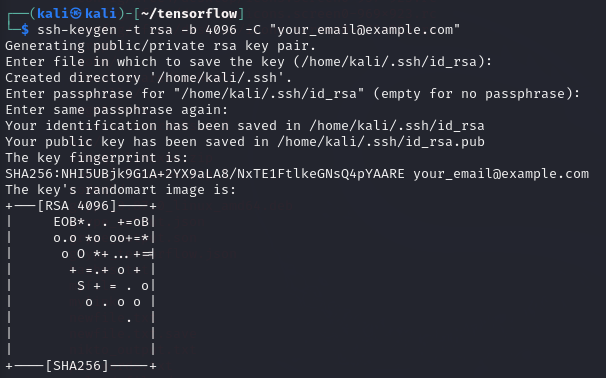 ┌──(kali㉿kali)-[~/tensorflow]
└─$ ssh-keygen -t rsa -b 4096 -C "your_email@example.com"
Generating public/private rsa key pair.
Enter file in which to save the key (/home/kali/.ssh/id_rsa):
Created directory '/home/kali/.ssh'.
Enter passphrase for "/home/kali/.ssh/id_rsa" (empty for no passphrase):
Enter same passphrase again:
Your identification has been saved in /home/kali/.ssh/id_rsa
Your public key has been saved in /home/kali/.ssh/id_rsa.pub
The key fingerprint is:
SHA256:NHI5UBjk9G1A+2YX9aLA8/NxTE1FtlkeGNsQ4pYAARE your_email@example.com
The key's randomart image is:
+---[RSA 4096]----+
|     EOB*. . +=oB|
|     o.o *o oo+=*|
|      o O *+...+=|
|       + =.+ o + |
|        S + = . o|
|         o . o o |
|              .  |
|                 |
|                 |
+----[SHA256]-----+